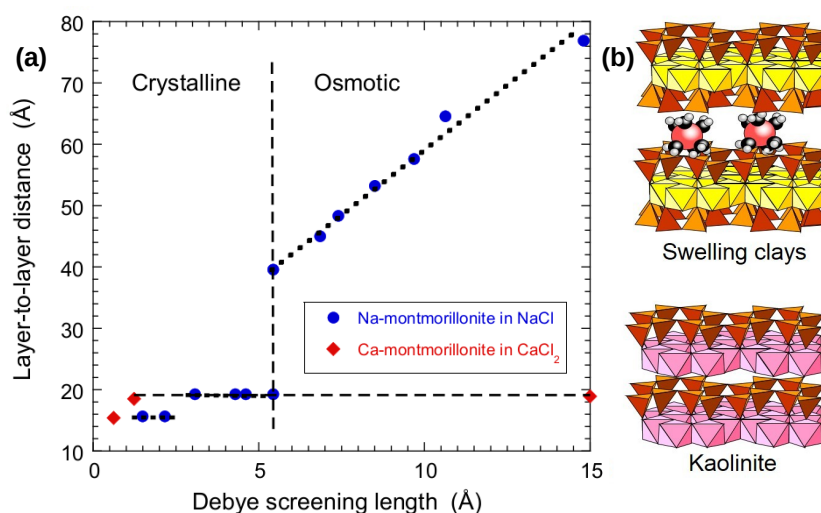 (a)
(b)
80
70
60
50
40
30
20
10
Layer-to-layer distance (Å)
Crystalline
Osmotic
Na-montmorillonite in NaCl
Ca-montmorillonite in CaCl₂
0
5
10
15
Debye screening length (Å)
Swelling clays
Kaolinite